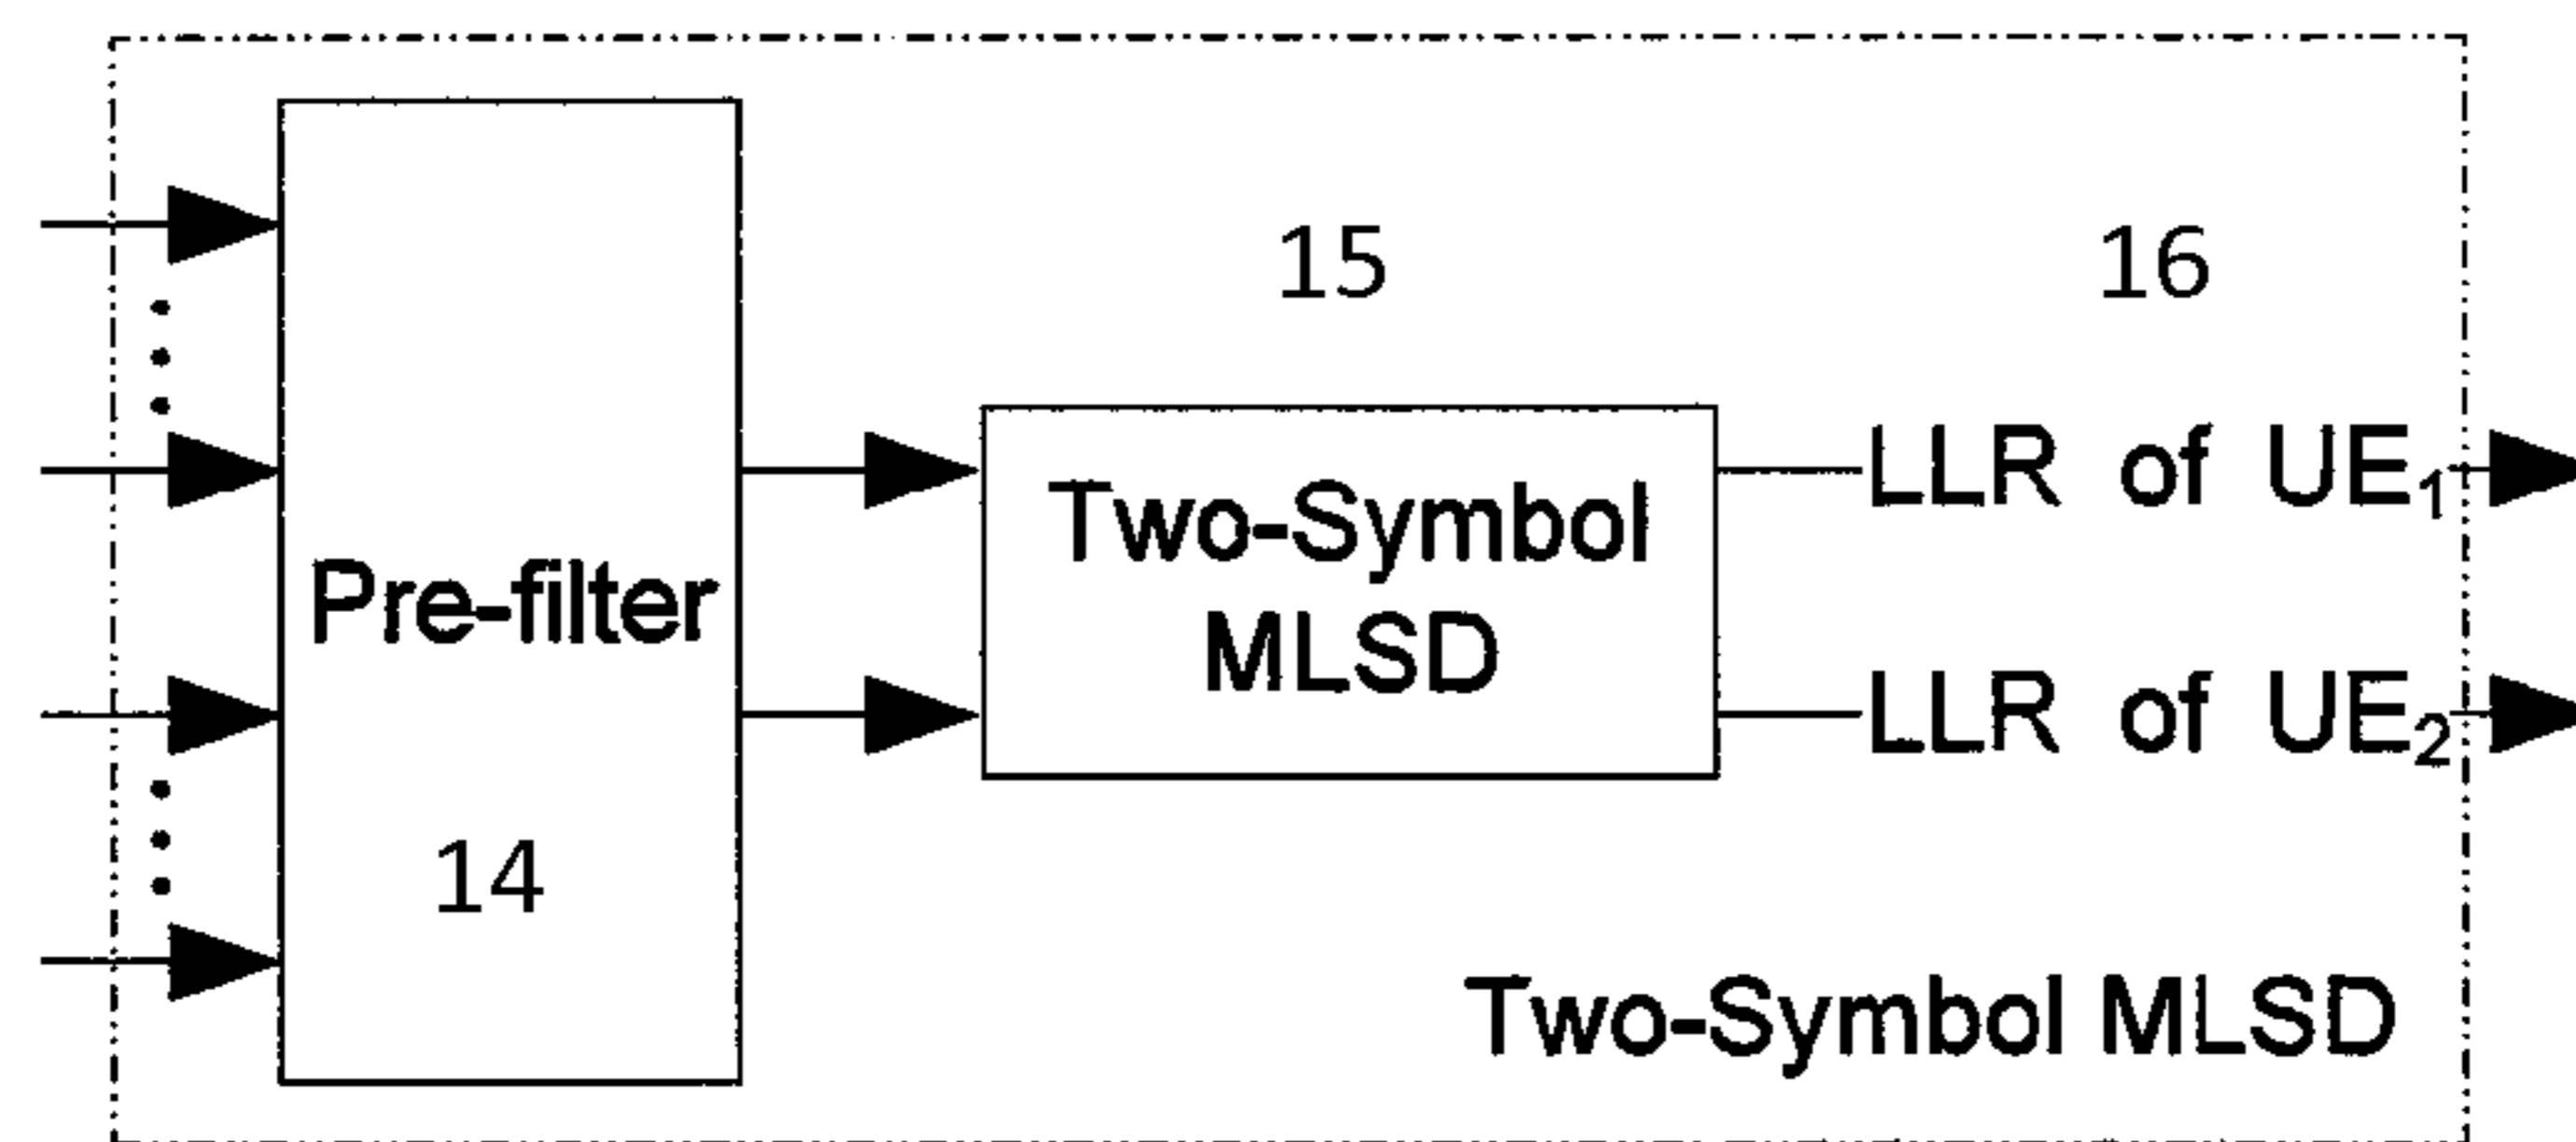 15
16
LLR of UE1
Two-Symbol
MLSD
Pre-filter
LLR of UE2
14
Two-Symbol MLSD